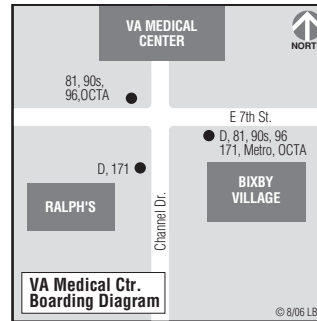 VA MEDICAL
CENTER
NORT
81, 90s,
96,OCTA
E 7th St.
D, 81, 90s, 96
171, Metro, OCTA
D, 171
BIXBY
VILLAGE
RALPH'S
Channel Dr.
VA Medical Ctr.
Boarding Diagram
© 8/06 LB